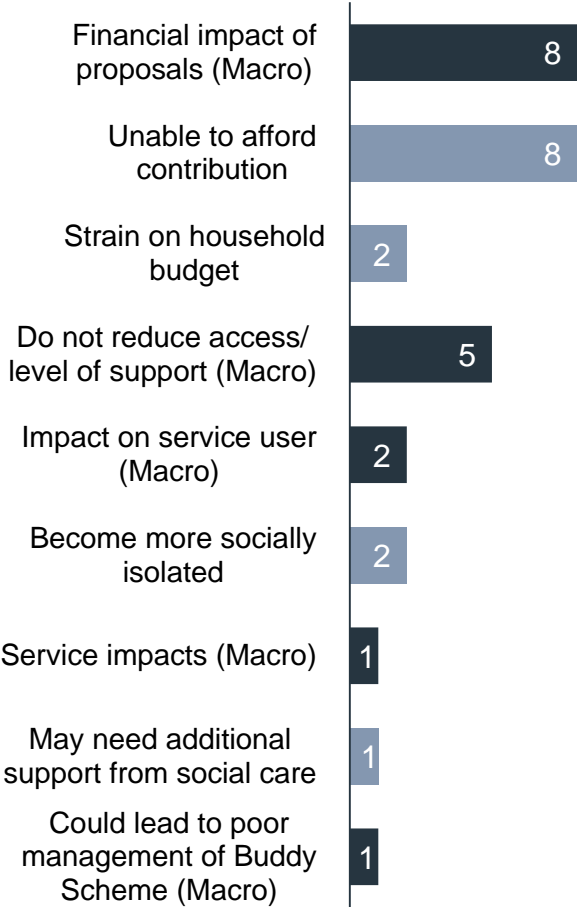 Financial impact of
proposals (Macro)
8
Unable to afford
contribution
8
Strain on household
budget
2
Do not reduce access/
level of support (Macro)
5
Impact on service user
(Macro)
2
Become more socially
isolated
2
Service impacts (Macro)
1
May need additional
support from social care
1
Could lead to poor
management of Buddy
Scheme (Macro)
1